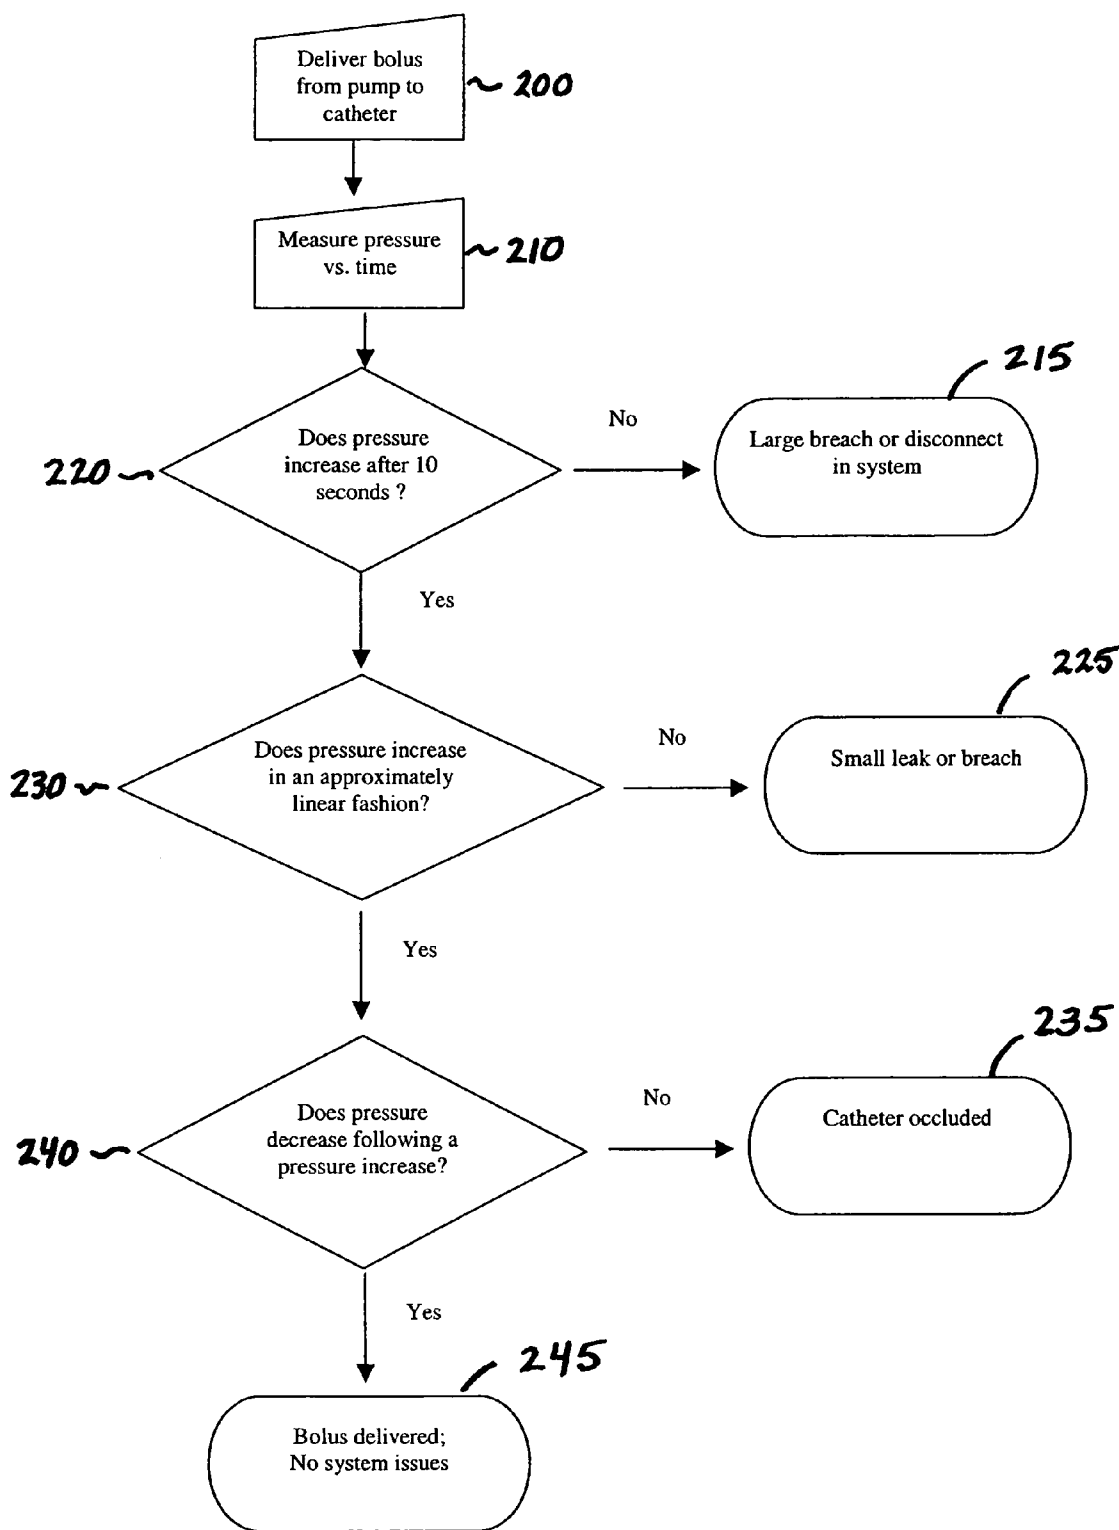 Deliver bolus
from pump to
catheter
200
Measure pressure
vs. time
210
Does pressure
increase after 10
seconds ?
220
No
Large breach or disconnect
in system
215
Yes
Does pressure increase
in an approximately
linear fashion?
230
No
Small leak or breach
225
Yes
Does pressure
decrease following a
pressure increase?
240
No
Catheter occluded
235
Yes
Bolus delivered;
No system issues
245